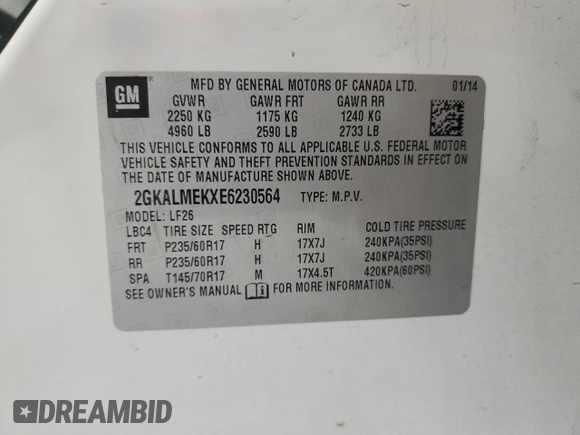 GM
MFD BY GENERAL MOTORS OF CANADA LTD. 01/14
GVWR GAWR FRT GAWR RR
2250 KG 1175 KG 1240 KG
4960 LB 2590 LB 2733 LB
THIS VEHICLE CONFORMS TO ALL APPLICABLE U.S. FEDERAL MOTOR
VEHICLE SAFETY AND THEFT PREVENTION STANDARDS IN EFFECT ON
THE DATE OF MANUFACTURE SHOWN ABOVE.
2GKALMEKXE6230564 TYPE: M.P.V.
MODEL: LF26
LBC4 TIRE SIZE SPEED RTG RIM COLD TIRE PRESSURE
FRT P235/60R17 H 17X7J 240KPA(35PSI)
RR P235/60R17 H 17X7J 240KPA(35PSI)
SPA T145/70R17 M 17X4.5T 420KPA(60PSI)
SEE OWNER'S MANUAL FOR MORE INFORMATION.
DREAMBID